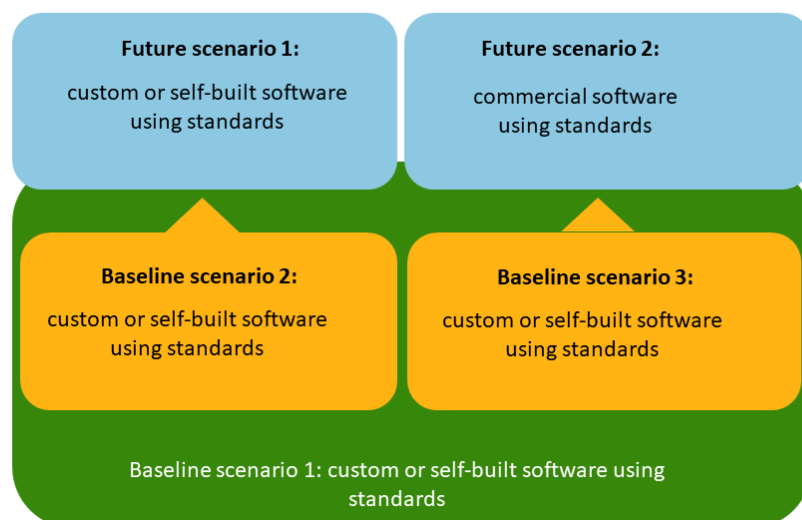 Future scenario 1:
custom or self-built software
using standards
Future scenario 2:
commercial software
using standards
Baseline scenario 2:
custom or self-built software
using standards
Baseline scenario 3:
custom or self-built software
using standards
Baseline scenario 1: custom or self-built software using
standards